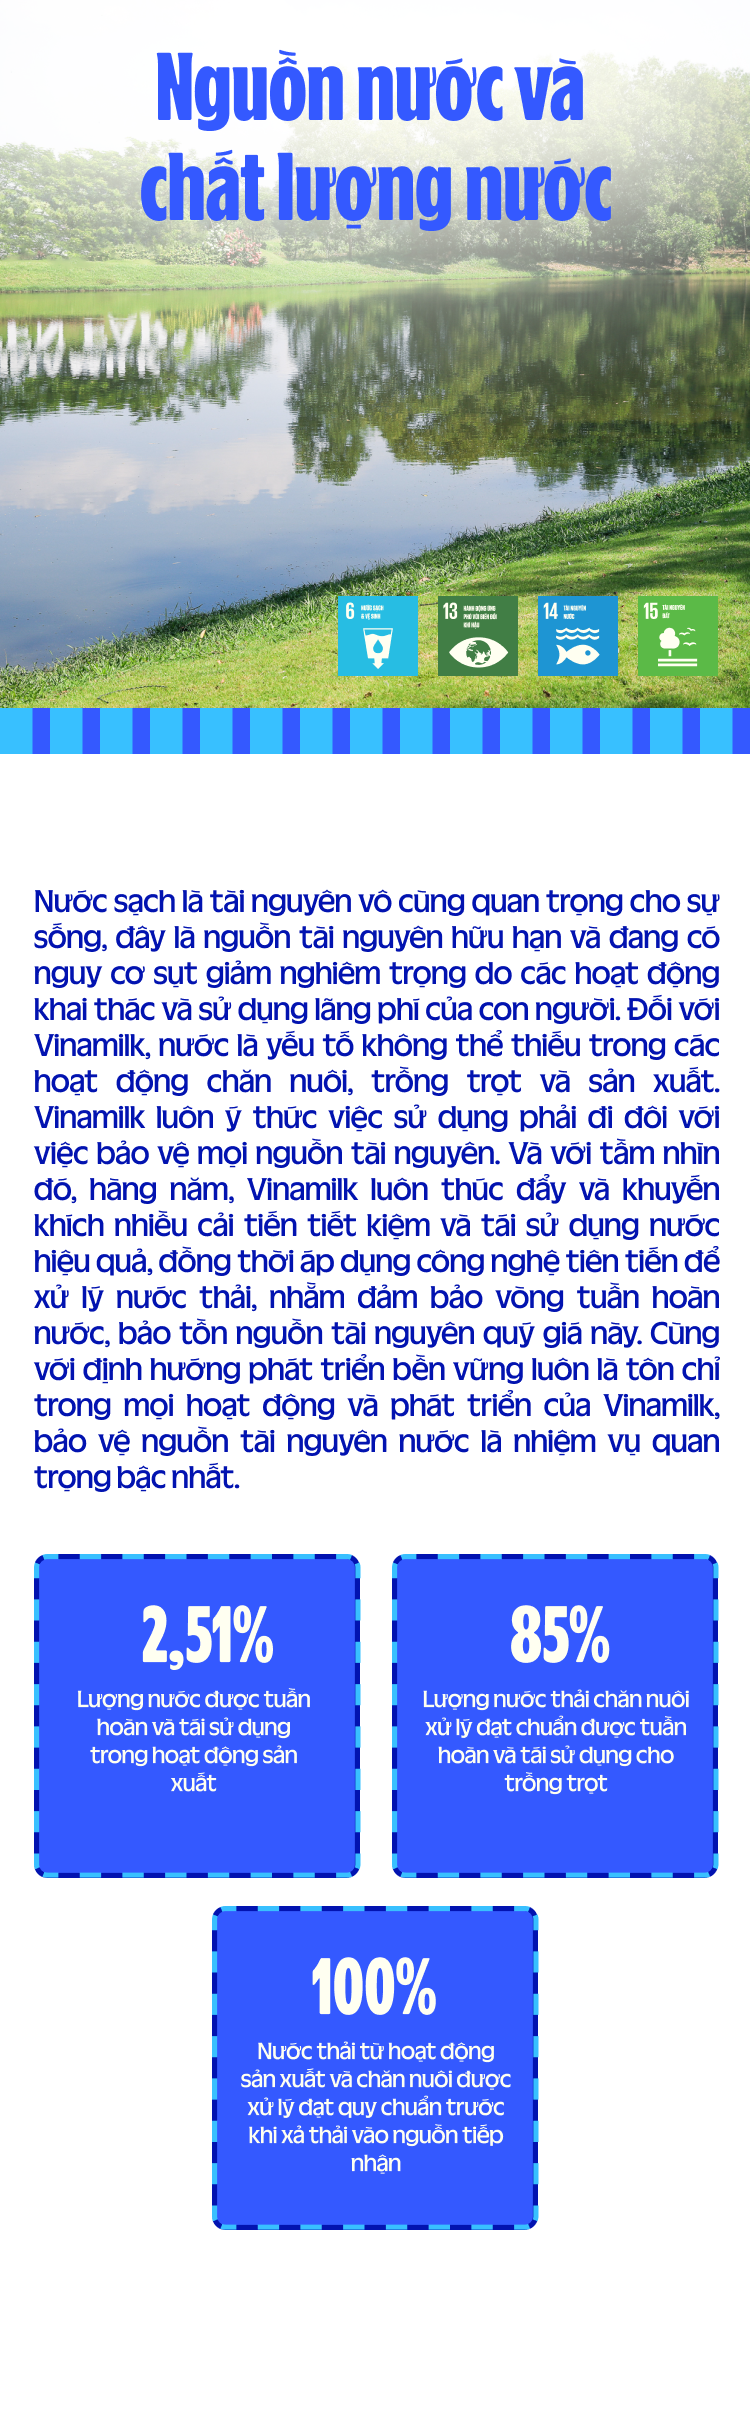 Nguồn nước và
chất lượng nước
6 NƯỚC SẠCH
& VỆ SINH
13 HÀNH ĐỘNG ỨNG
PHÓ VỚI BIẾN ĐỔI
KHÍ HẬU
14 TÀI NGUYÊN
NƯỚC
15 TÀI NGUYÊN
ĐẤT
Nước sạch là tài nguyên vô cùng quan trọng cho sự
sống, đây là nguồn tài nguyên hữu hạn và đang có
nguy cơ sụt giảm nghiêm trọng do các hoạt động
khai thác và sử dụng lãng phí của con người. Đối với
Vinamilk, nước là yếu tố không thể thiếu trong các
hoạt động chăn nuôi, trồng trọt và sản xuất.
Vinamilk luôn ý thức việc sử dụng phải đi đôi với
việc bảo vệ mọi nguồn tài nguyên. Và với tầm nhìn
đó, hàng năm, Vinamilk luôn thúc đẩy và khuyến
khích nhiều cải tiến tiết kiệm và tái sử dụng nước
hiệu quả, đồng thời áp dụng công nghệ tiên tiến để
xử lý nước thải, nhằm đảm bảo vòng tuần hoàn
nước, bảo tồn nguồn tài nguyên quý giá này. Cùng
với định hướng phát triển bền vững luôn là tôn chỉ
trong mọi hoạt động và phát triển của Vinamilk,
bảo vệ nguồn tài nguyên nước là nhiệm vụ quan
trọng bậc nhất.
2,51%
Lượng nước được tuần
hoàn và tái sử dụng
trong hoạt động sản
xuất
85%
Lượng nước thải chăn nuôi
xử lý đạt chuẩn được tuần
hoàn và tái sử dụng cho
trồng trọt
100%
Nước thải từ hoạt động
sản xuất và chăn nuôi được
xử lý đạt quy chuẩn trước
khi xả thải vào nguồn tiếp
nhận